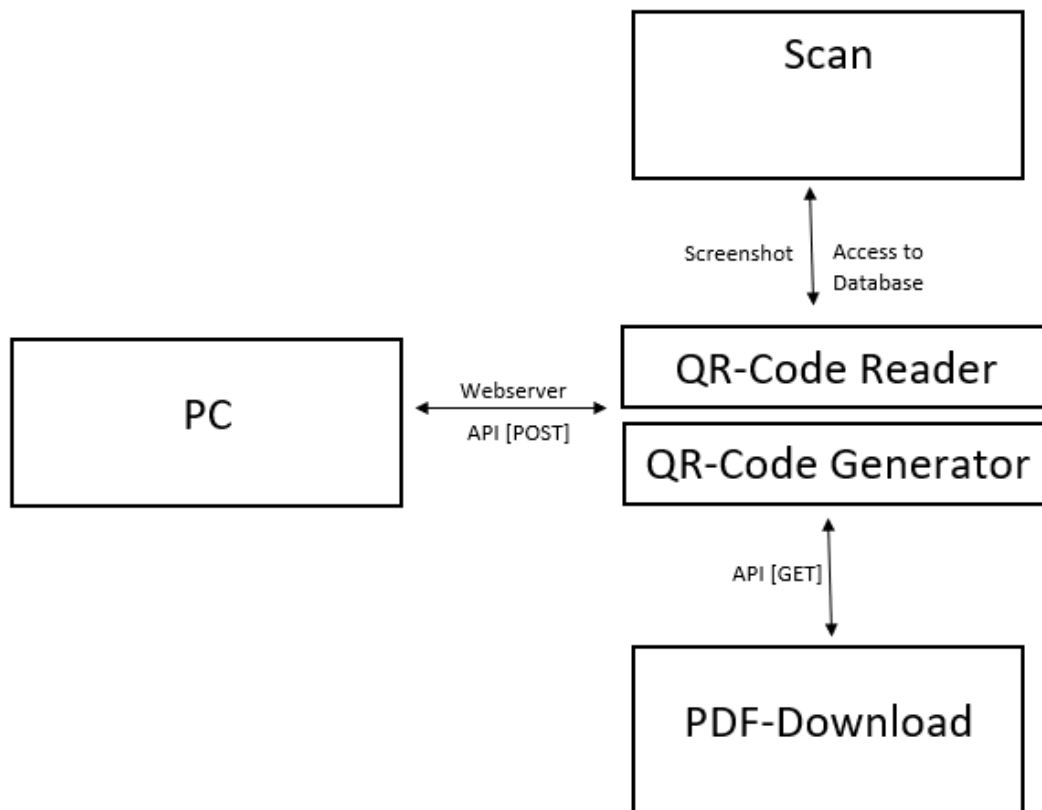 Scan
Screenshot
Access to
Database
QR-Code Reader
PC
Webserver
API [POST]
QR-Code Generator
API [GET]
PDF-Download